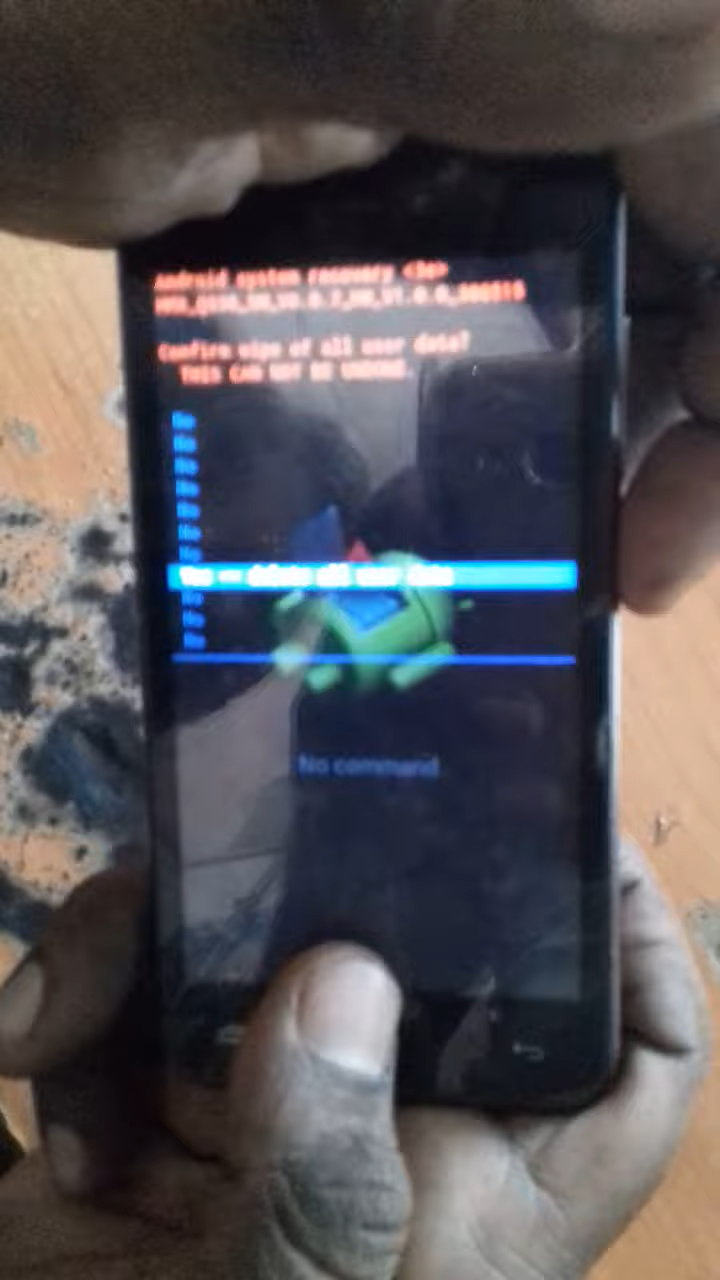 Android system recovery <3e>
Confirm wipe of all user data?
THIS CAN NOT BE UNDONE.
No
No
No
No
No
No
No
Yes -- delete all user data
No
No
No
No command